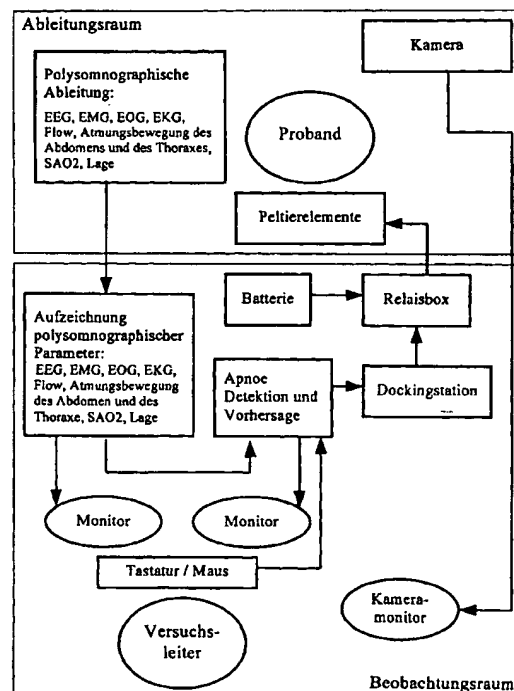 Ableitungsraum
Kamera
Polysomnographische
Ableitung:
EEG, EMG, EOG, EKG,
Flow, Atmungsbewegung des
Abdomens und des Thoraxes,
SAO2, Lage
Proband
Peltierelemente
Batterie
Relaisbox
Aufzeichnung
polysomnographischer
Parameter:
EEG, EMG, EOG, EKG
Flow, Atmungsbewegung
des Abdomen und des
Thoraxe, SAO2, Lage
Apnoe
Detektion und
Vorhersage
Dockingstation
Monitor
Monitor
Tastatur / Maus
Kamera-
monitor
Versuchs-
leiter
Beobachtungsraum